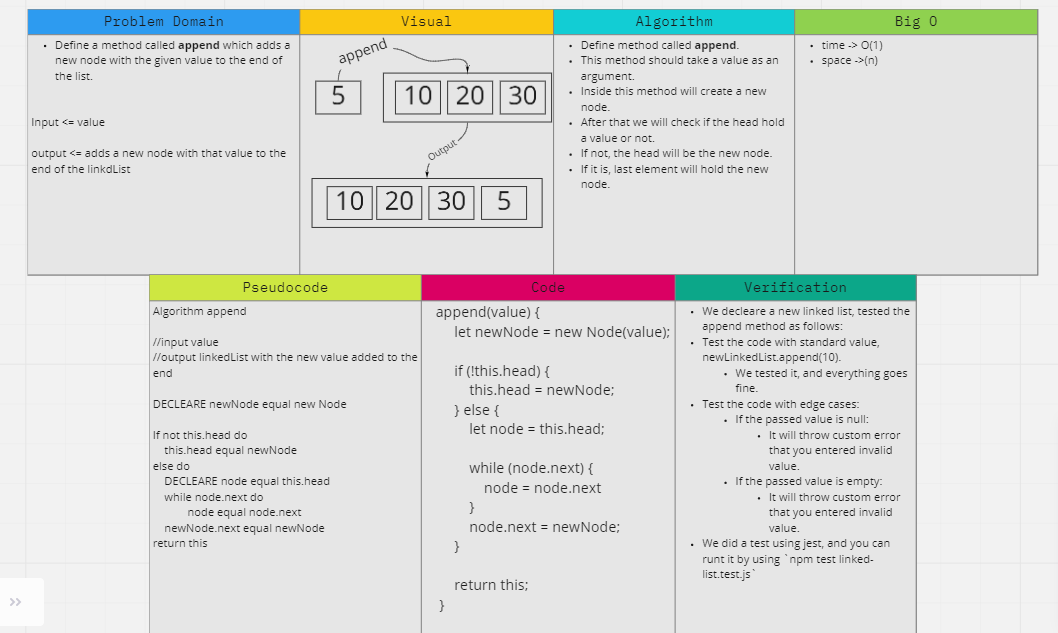 Problem Domain
• Define a method called append which adds a
new node with the given value to the end of
the list.
Input <= value
output <= adds a new node with that value to the
end of the linkdList
Visual
append
5
10 20 30
Output
10 20 30 5
Algorithm
• Define method called append.
• This method should take a value as an
argument.
• Inside this method will create a new
node.
• After that we will check if the head hold
a value or not.
• If not, the head will be the new node.
• If it is, last element will hold the new
node.
Big O
• time -> O(1)
• space ->(n)
Pseudocode
Algorithm append
//input value
//output linkedList with the new value added to the
end
DECLEARE newNode equal new Node
If not this.head do
this.head equal newNode
else do
DECLEARE node equal this.head
while node.next do
node equal node.next
newNode.next equal newNode
return this
Code
append(value) {
let newNode = new Node(value);
if (!this.head) {
this.head = newNode;
} else {
let node = this.head;
while (node.next) {
node = node.next
}
node.next = newNode;
}
return this;
}
Verification
• We decleare a new linked list, tested the
append method as follows:
• Test the code with standard value,
newLinkedList.append(10).
• We tested it, and everything goes
fine.
• Test the code with edge cases:
• If the passed value is null:
• It will throw custom error
that you entered invalid
value.
• If the passed value is empty:
• It will throw custom error
that you entered invalid
value.
• We did a test using jest, and you can
runt it by using `npm test linked-
list.test.js`